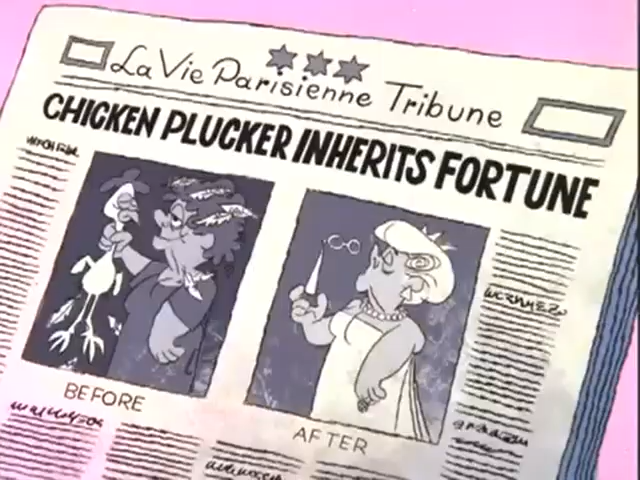 La Vie Parisienne Tribune
CHICKEN PLUCKER INHERITS FORTUNE
BEFORE
AFTER